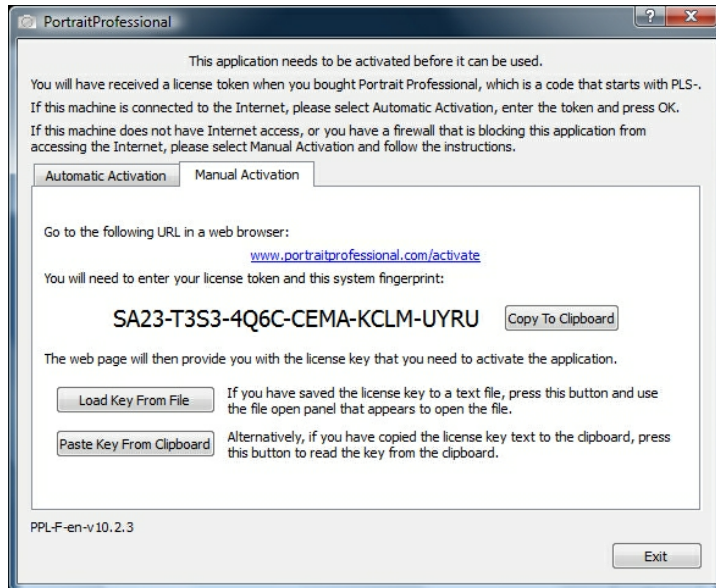 PortraitProfessional
This application needs to be activated before it can be used.
You will have received a license token when you bought Portrait Professional, which is a code that starts with PLS-.
If this machine is connected to the Internet, please select Automatic Activation, enter the token and press OK.
If this machine does not have Internet access, or you have a firewall that is blocking this application from
accessing the Internet, please select Manual Activation and follow the instructions.
Automatic Activation Manual Activation
Go to the following URL in a web browser:
www.portraitprofessional.com/activate
You will need to enter your license token and this system fingerprint:
SA23-T3S3-4Q6C-CEMA-KCLM-UYRU Copy To Clipboard
The web page will then provide you with the license key that you need to activate the application.
Load Key From File If you have saved the license key to a text file, press this button and use
the file open panel that appears to open the file.
Paste Key From Clipboard Alternatively, if you have copied the license key text to the clipboard, press
this button to read the key from the clipboard.
PPL-F-en-v10.2.3
Exit